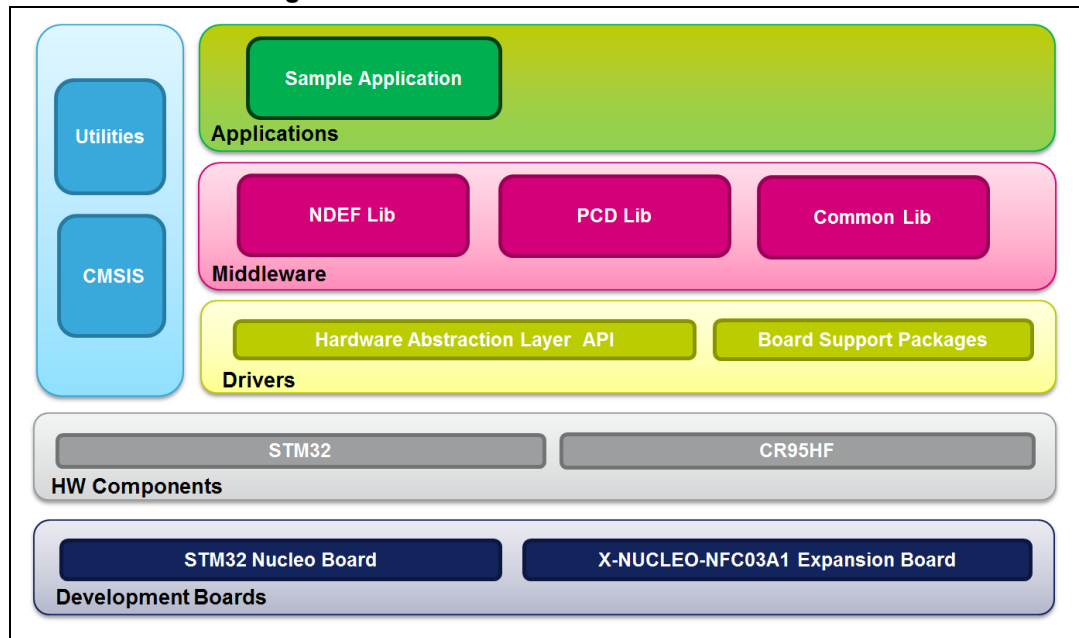 Sample Application
Utilities
Applications
NDEF Lib
PCD Lib
Common Lib
CMSIS
Middleware
Hardware Abstraction Layer API
Board Support Packages
Drivers
STM32
CR95HF
HW Components
STM32 Nucleo Board
X-NUCLEO-NFC03A1 Expansion Board
Development Boards